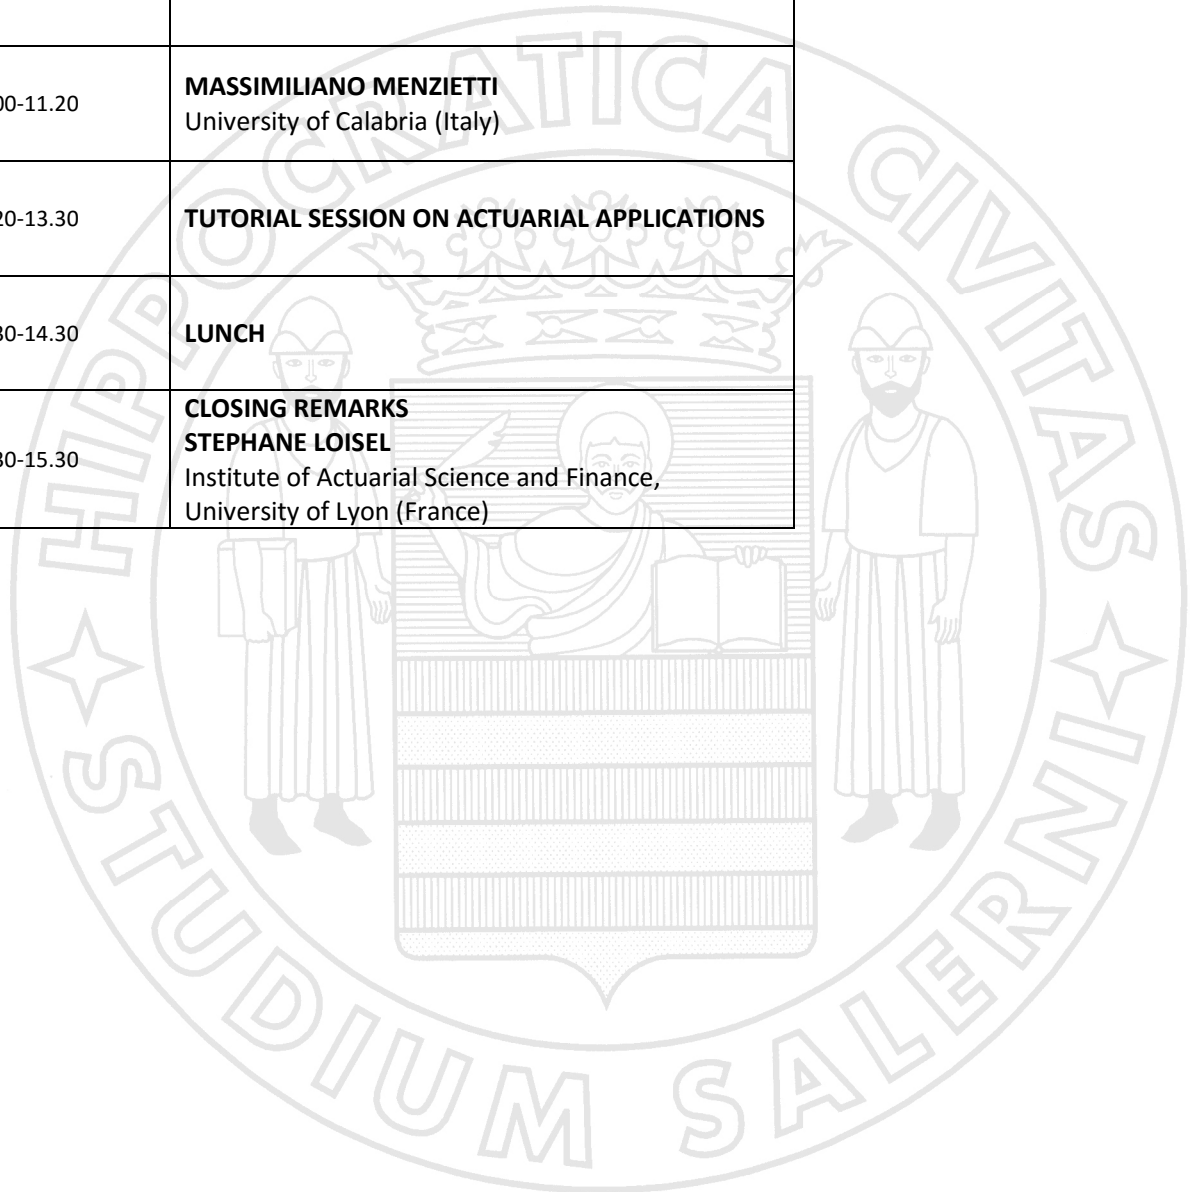 00-11.20
MASSIMILIANO MENZIETTI
University of Calabria (Italy)
20-13.30
TUTORIAL SESSION ON ACTUARIAL APPLICATIONS
30-14.30
LUNCH
30-15.30
CLOSING REMARKS
STEPHANE LOISEL
Institute of Actuarial Science and Finance,
University of Lyon (France)
HIPPOCRATICA CIVITAS
STUDIUM SALERNI